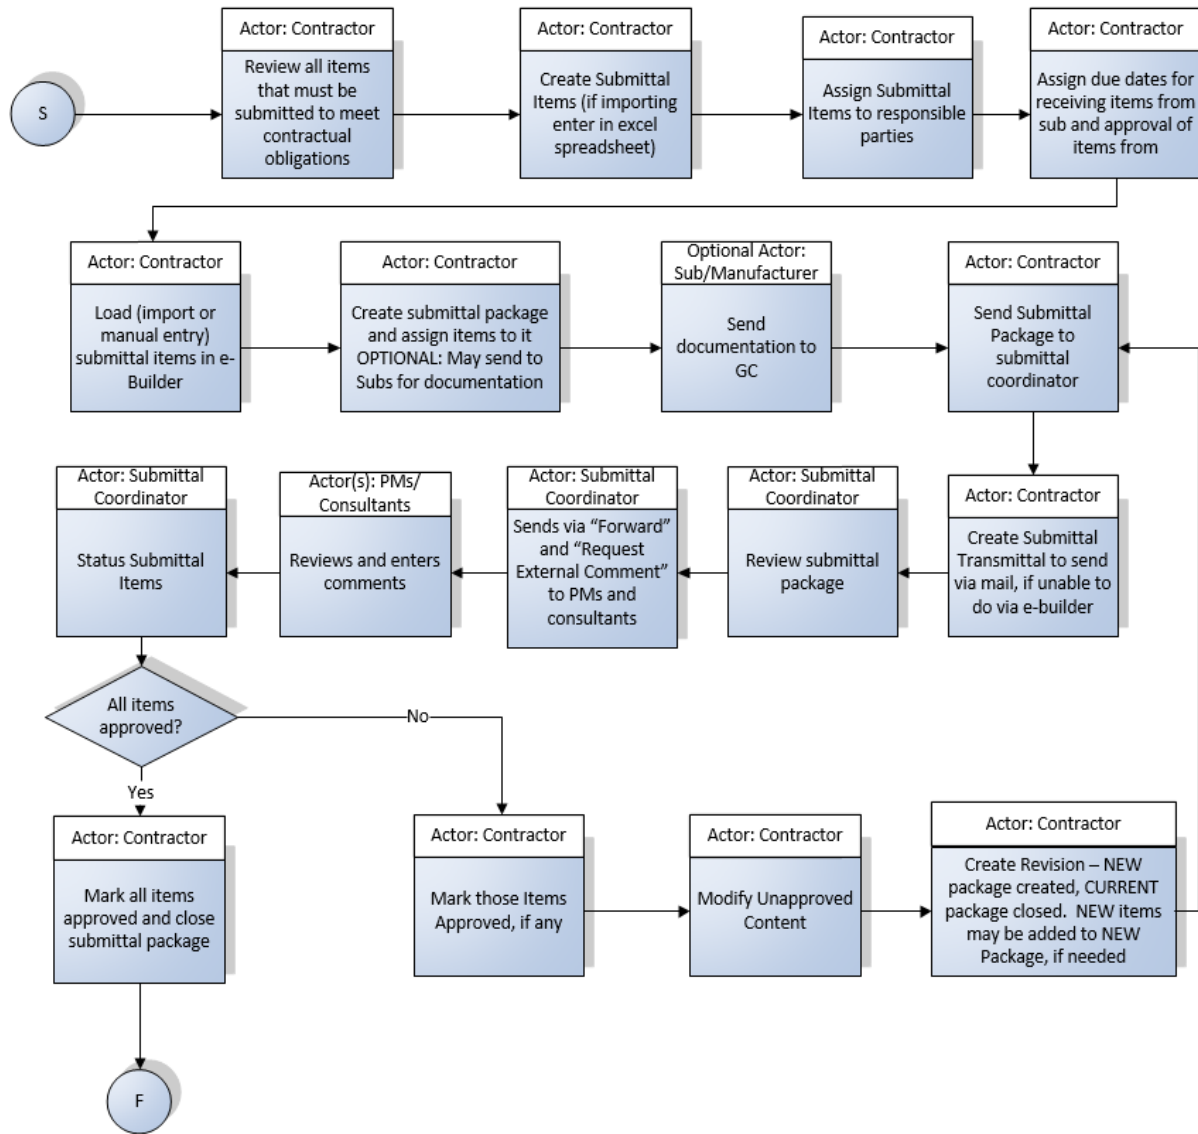 S
Actor: Contractor
Review all items
that must be
submitted to meet
contractual
obligations
Actor: Contractor
Create Submittal
Items (if importing
enter in excel
spreadsheet)
Actor: Contractor
Assign Submittal
Items to responsible
parties
Actor: Contractor
Assign due dates for
receiving items from
sub and approval of
items from
Actor: Contractor
Load (import or
manual entry)
submittal items in e-
Builder
Actor: Contractor
Create submittal package
and assign items to it
OPTIONAL: May send to
Subs for documentation
Optional Actor:
Sub/Manufacturer
Send
documentation to
GC
Actor: Contractor
Send Submittal
Package to
submittal
coordinator
Actor: Submittal
Coordinator
Status Submittal
Items
Actor(s): PMs/
Consultants
Reviews and enters
comments
Actor: Submittal
Coordinator
Sends via “Forward”
and “Request
External Comment”
to PMs and
consultants
Actor: Submittal
Coordinator
Review submittal
package
Actor: Contractor
Create Submittal
Transmittal to send
via mail, if unable to
do via e-builder
All items
approved?
No
Yes
Actor: Contractor
Mark all items
approved and close
submittal package
Actor: Contractor
Mark those Items
Approved, if any
Actor: Contractor
Modify Unapproved
Content
Actor: Contractor
Create Revision – NEW
package created, CURRENT
package closed.  NEW items
may be added to NEW
Package, if needed
F